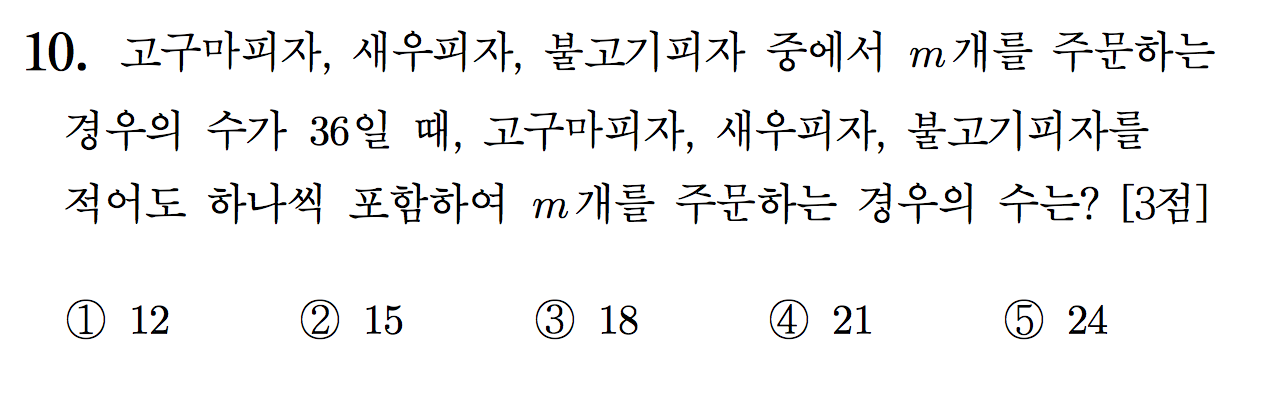 10. 고구마피자, 새우피자, 불고기피자 중에서 m개를 주문하는
경우의 수가 36일 때, 고구마피자, 새우피자, 불고기피자를
적어도 하나씩 포함하여 m개를 주문하는 경우의 수는? [3점]
① 12 ② 15 ③ 18 ④ 21 ⑤ 24